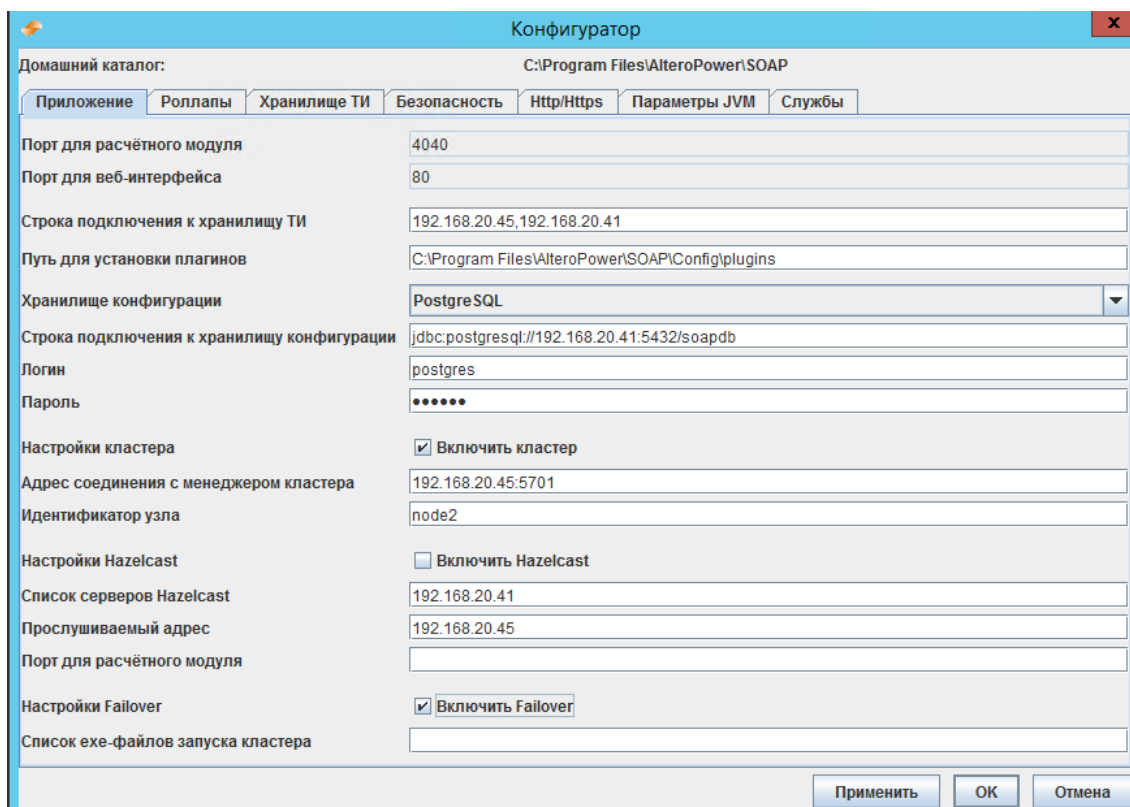 Конфигуратор
x
Домашний каталог: C:\Program Files\AlteroPower\SOAP
Приложение Роллапы Хранилище ТИ Безопасность Http/Https Параметры JVM Службы
Порт для расчётного модуля 4040
Порт для веб-интерфейса 80
Строка подключения к хранилищу ТИ 192.168.20.45,192.168.20.41
Путь для установки плагинов C:\Program Files\AlteroPower\SOAP\Config\plugins
Хранилище конфигурации PostgreSQL
Строка подключения к хранилищу конфигурации jdbc:postgresql://192.168.20.41:5432/soapdb
Логин postgres
Пароль ••••••
Настройки кластера Включить кластер
Адрес соединения с менеджером кластера 192.168.20.45:5701
Идентификатор узла node2
Настройки Hazelcast Включить Hazelcast
Список серверов Hazelcast 192.168.20.41
Прослушиваемый адрес 192.168.20.45
Порт для расчётного модуля
Настройки Failover Включить Failover
Список exe-файлов запуска кластера
Применить OK Отмена